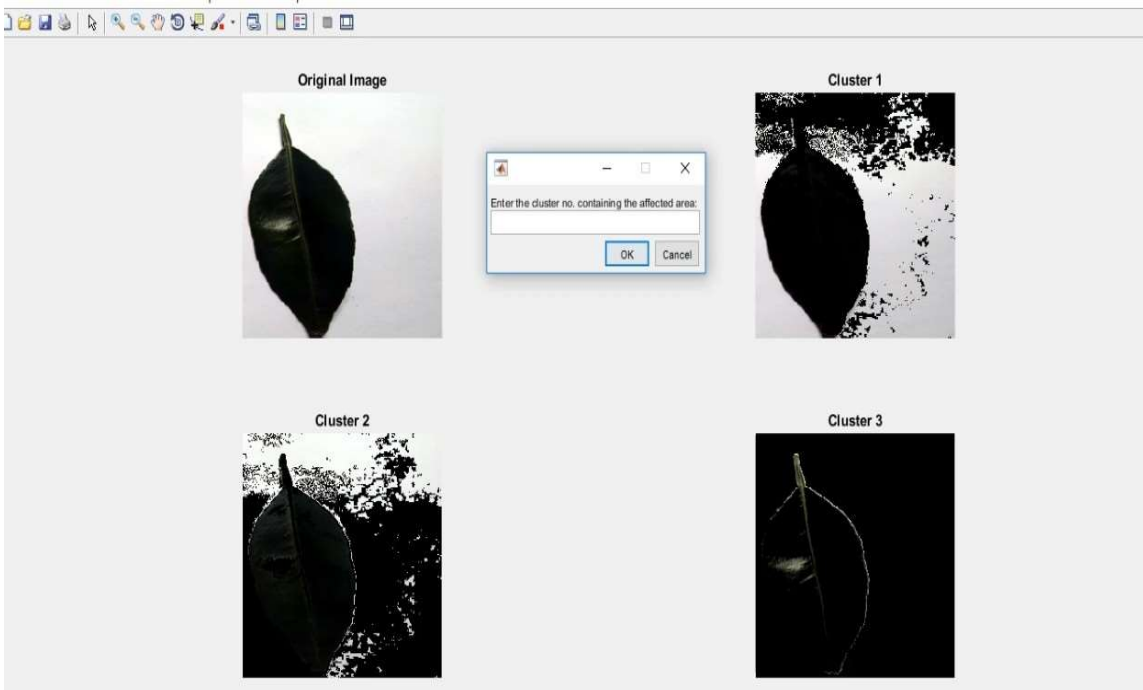 Original Image
Cluster 1
Enter the cluster no. containing the affected area:
OK
Cancel
Cluster 2
Cluster 3